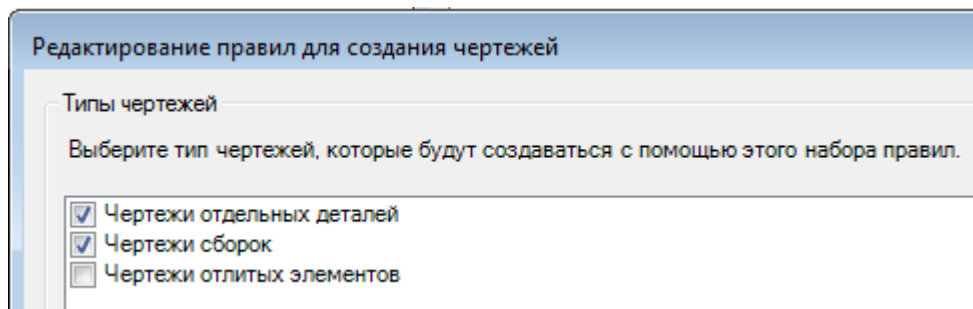 Редактирование правил для создания чертежей
Типы чертежей
Выберите тип чертежей, которые будут создаваться с помощью этого набора правил.
Чертежи отдельных деталей
Чертежи сборок
Чертежи отлитых элементов